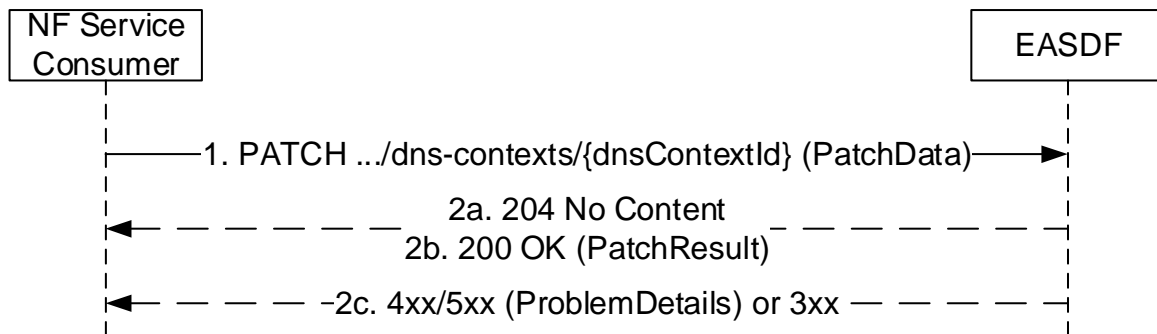 NF Service
Consumer
EASDF
1. PATCH .../dns-contexts/{dnsContextId} (PatchData)
2a. 204 No Content
2b. 200 OK (PatchResult)
2c. 4xx/5xx (ProblemDetails) or 3xx